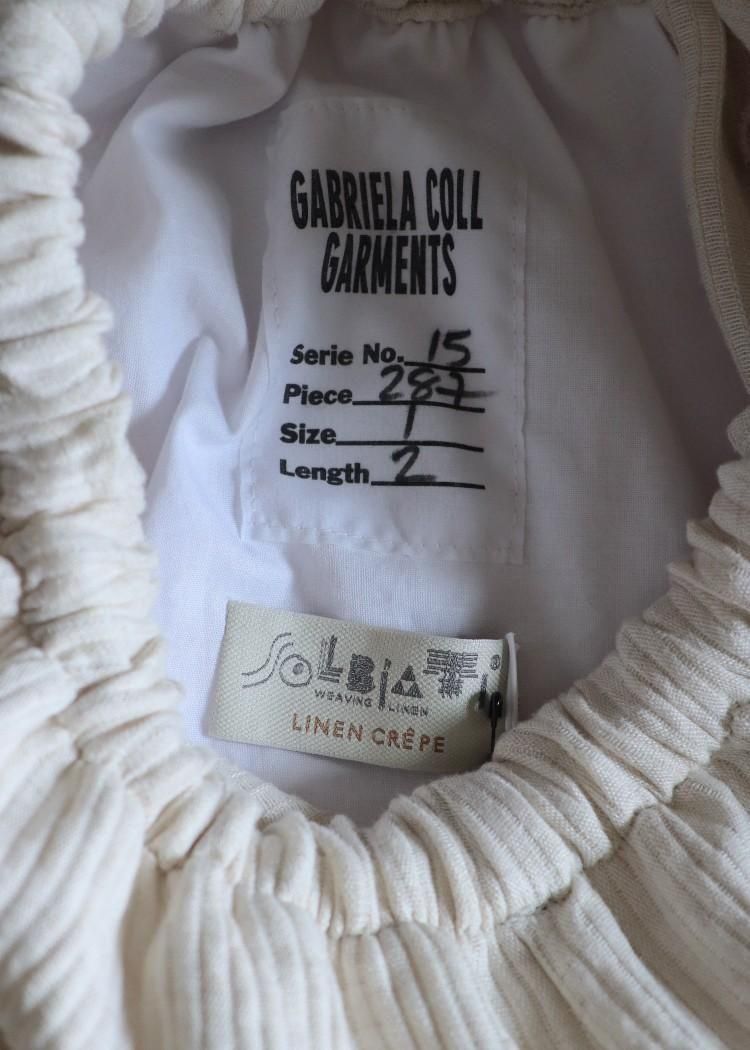 GABRIELA COLL
GARMENTS
Serie No. 15
Piece 287
Size 1
Length 2
SOLBIATI®
WEAVING LINEN
LINEN CRÊPE